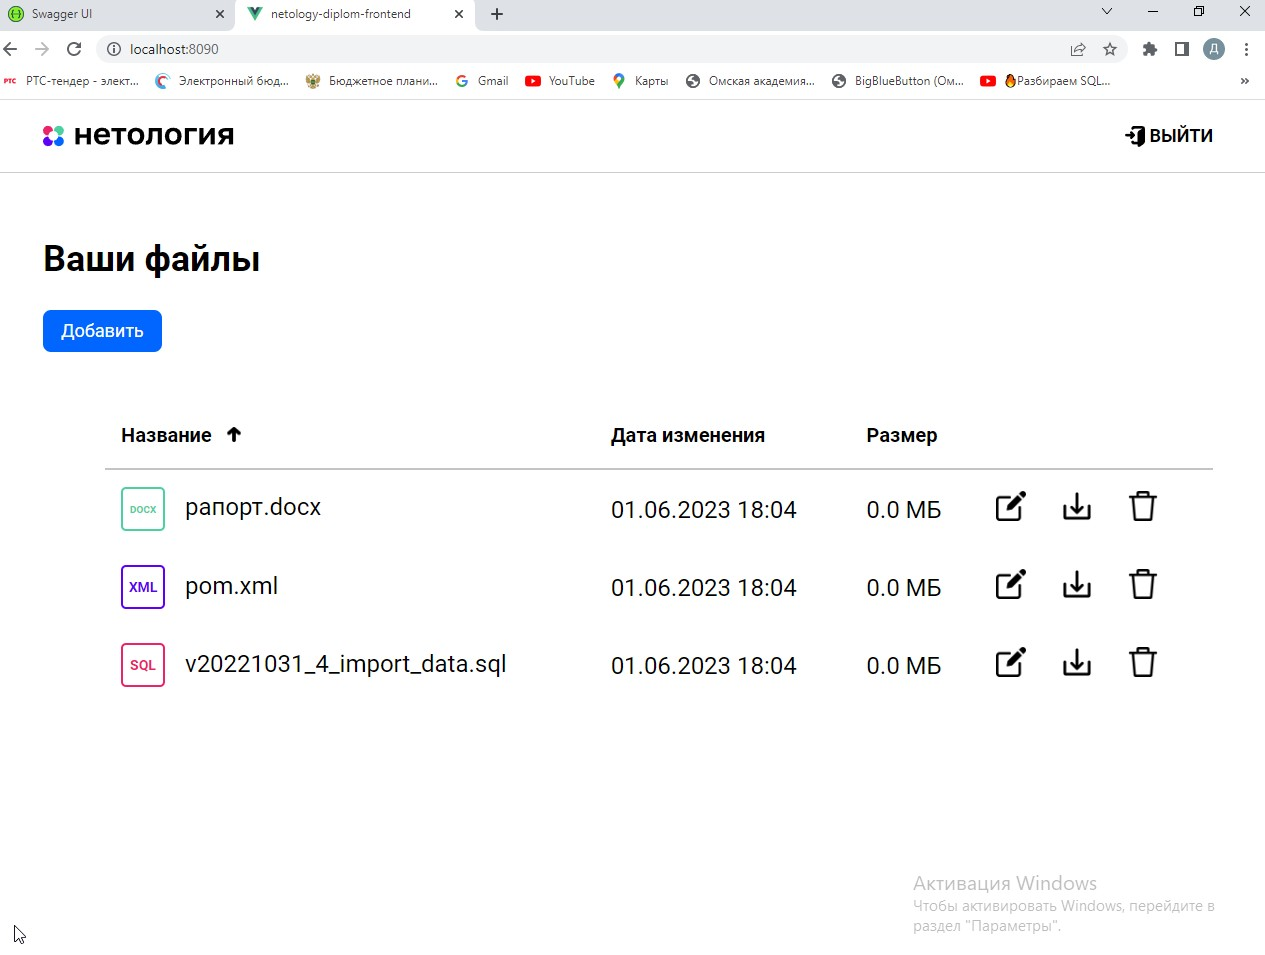 Swagger UI
netology-diplom-frontend
localhost:8090
Д
РТС РТС-тендер - элект...
Электронный бюд...
Бюджетное плани...
Gmail
YouTube
Карты
Омская академия...
BigBlueButton (Ом...
Разбираем SQL...
»
нетология
ВЫЙТИ
Ваши файлы
Добавить
Название Дата изменения Размер
DOCX рапорт.docx 01.06.2023 18:04 0.0 МБ
XML pom.xml 01.06.2023 18:04 0.0 МБ
SQL v20221031_4_import_data.sql 01.06.2023 18:04 0.0 МБ
Активация Windows
Чтобы активировать Windows, перейдите в
раздел "Параметры".